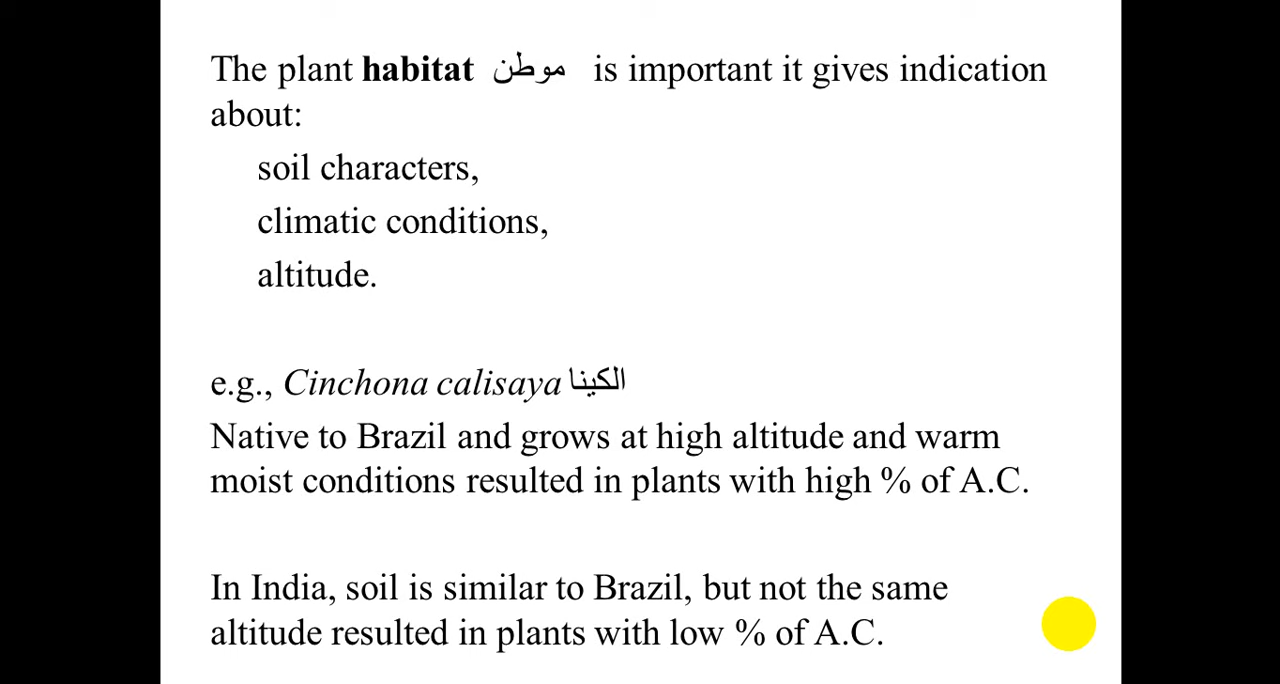 The plant habitat موطن is important it gives indication
about:
soil characters,
climatic conditions,
altitude.
e.g., Cinchona calisaya الكينا
Native to Brazil and grows at high altitude and warm
moist conditions resulted in plants with high % of A.C.
In India, soil is similar to Brazil, but not the same
altitude resulted in plants with low % of A.C.